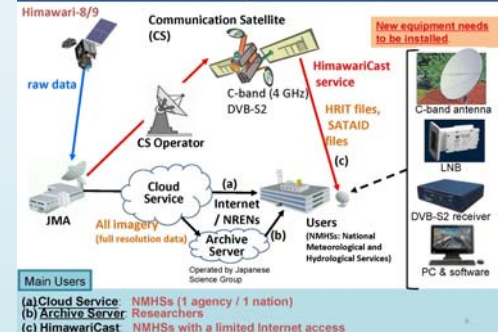 Himawari-8/9
Communication Satellite
(CS)
New equipment needs
to be installed.
raw data
C-band (4 GHz)
DVB-S2
HimawariCast
service
HRIT files,
SATAID
files
(c)
CS Operator
C-band antenna
LNB
DVB-S2 receiver
PC & software
JMA
Cloud
Service
(a)
Internet
/ NRENs
All imagery
(full resolution data)
Archive
Server
(b)
Operated by Japanese
Science Group
Users
(NMHSs: National
Meteorological and
Hydrological Services)
Main Users
(a)Cloud Service: NMHSs (1 agency / 1 nation)
(b) Archive Server: Researchers
(c) HimawariCast: NMHSs with a limited Internet access